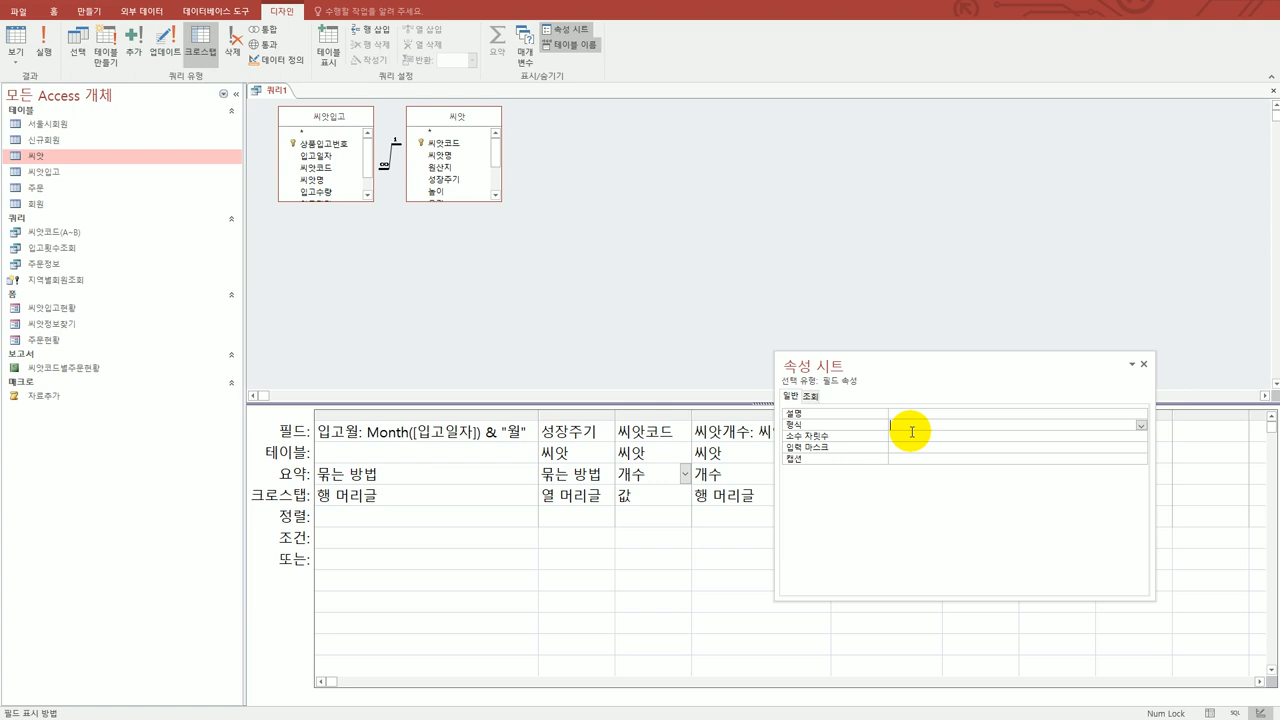 파일 홈 만들기 외부 데이터 데이터베이스 도구 디자인 수행할 작업을 알려 주세요.
보기 실행 선택 테이블 만들기 추가 업데이트 크로스탭 삭제
통합
통과
데이터 정의
테이블 표시
행 삽입
행 삭제
작성기
열 삽입
열 삭제
반환:
요약 매개 변수
속성 시트
테이블 이름
결과 쿼리 유형 쿼리 설정 표시/숨기기
모든 Access 개체
테이블
서울시회원
신규회원
씨앗
씨앗입고
주문
회원
쿼리
씨앗코드(A~B)
입고횟수조회
주문정보
지역별회원조회
폼
씨앗입고현황
씨앗정보찾기
주문현황
보고서
씨앗코드별주문현황
매크로
자료추가
쿼리1
씨앗입고
*
상품입고번호
입고일자
씨앗코드
씨앗명
입고수량
∞ 1
씨앗
*
씨앗코드
씨앗명
원산지
성장주기
높이
속성 시트
선택 유형: 필드 속성
일반 조회
설명
형식
소수 자릿수
입력 마스크
캡션
필드: 입고월: Month([입고일자]) & "월" 성장주기 씨앗코드 씨앗개수: 씨
테이블: 씨앗 씨앗 씨앗
요약: 묶는 방법 묶는 방법 개수 개수
크로스탭: 행 머리글 열 머리글 값 행 머리글
정렬:
조건:
또는:
필드 표시 방법 Num Lock SQL